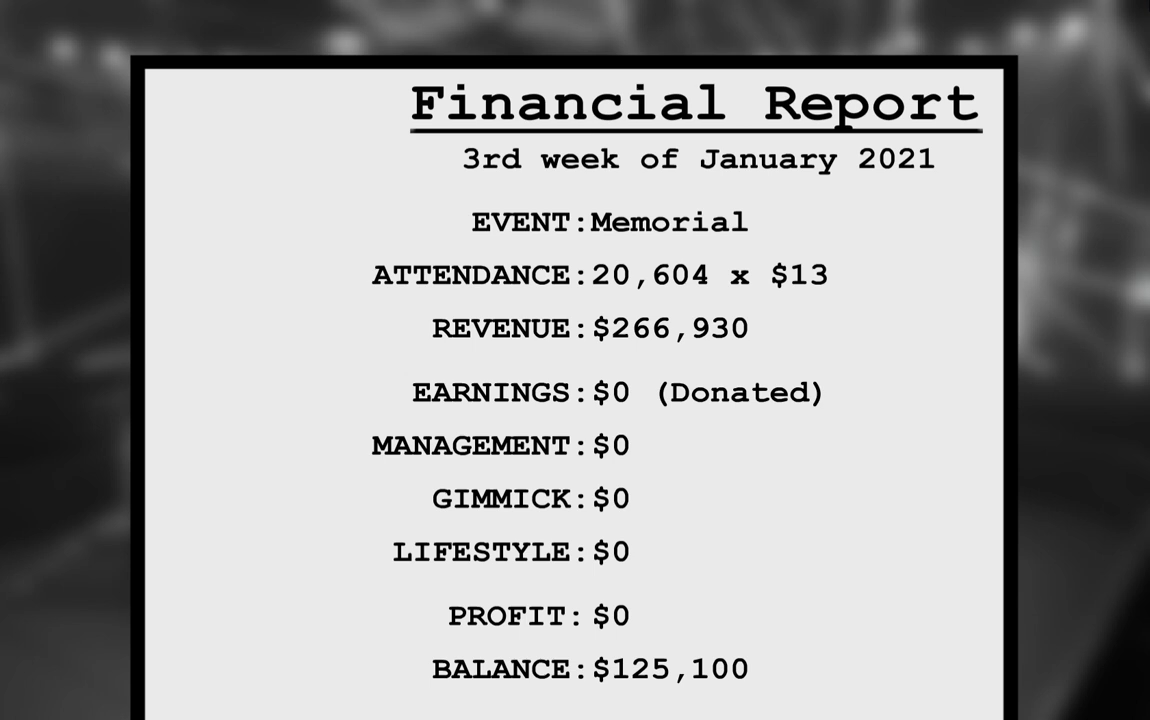 Financial Report
3rd week of January 2021
EVENT:Memorial
ATTENDANCE:20,604 x $13
REVENUE:$266,930
EARNINGS:$0 (Donated)
MANAGEMENT:$0
GIMMICK:$0
LIFESTYLE:$0
PROFIT:$0
BALANCE:$125,100